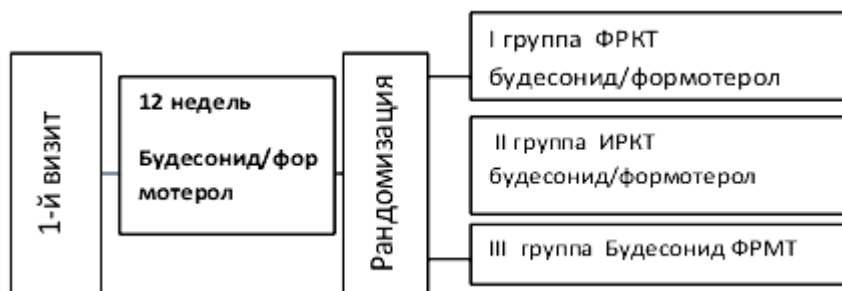 1-й визит
12 недель
Будесонид/фор
мотерол
Рандомизация
I группа ФРКТ
будесонид/формотерол
II группа ИРКТ
будесонид/формотерол
III группа Будесонид ФРМТ